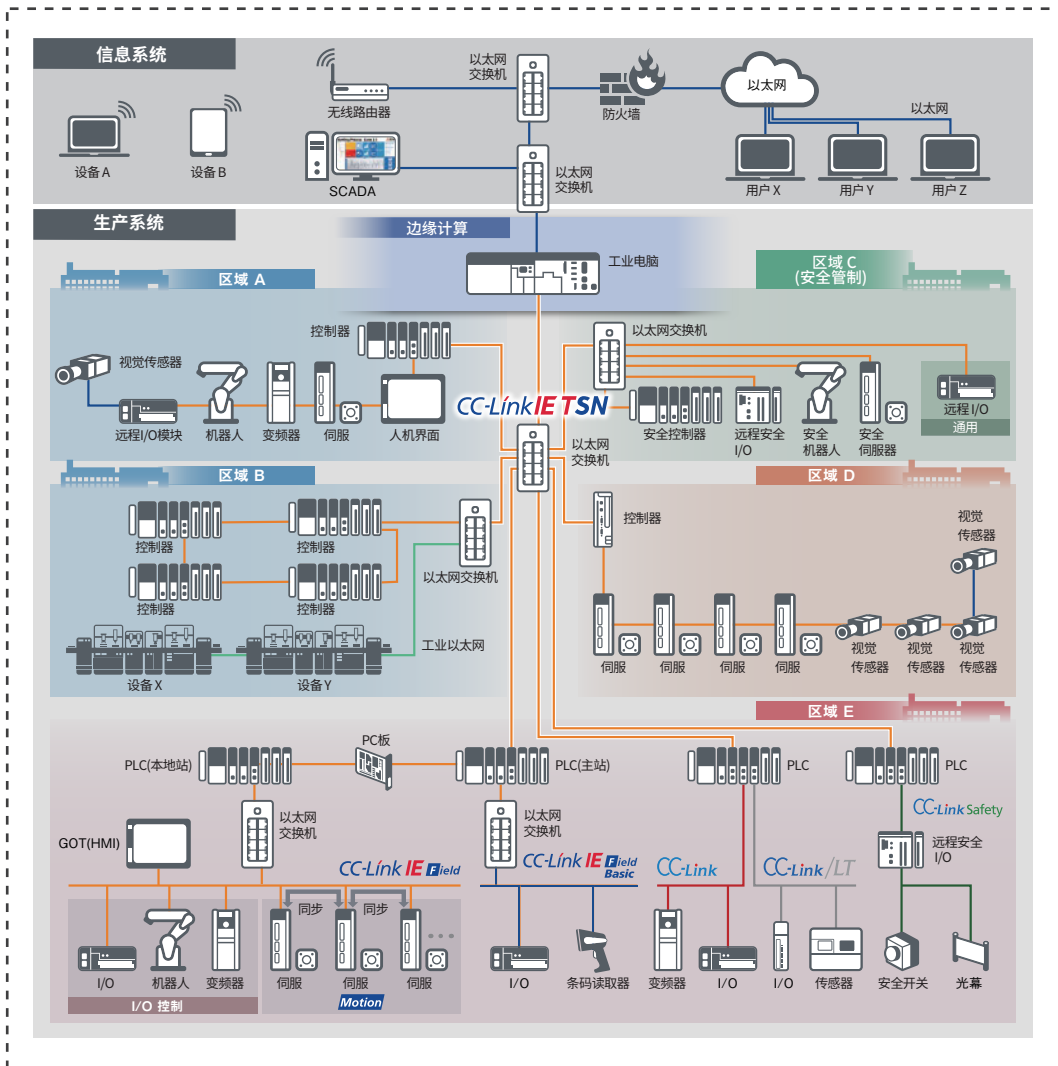 信息系统
以太网
交换机
无线路由器
防火墙
以太网
以太网
设备 A
设备 B
SCADA
以太网
交换机
用户 X
用户 Y
用户 Z
生产系统
边缘计算
工业电脑
区域 A
区域 C
(安全管制)
控制器
以太网交换机
视觉传感器
远程I/O模块
机器人
变频器
伺服
人机界面
CC-Link IE TSN
安全控制器
远程安全
I/O
安全
机器人
安全
伺服器
远程 I/O
通用
以太网
交换机
区域 B
区域 D
控制器
控制器
控制器
控制器
以太网交换机
工业以太网
设备 X
设备Y
控制器
视觉
传感器
伺服
伺服
伺服
伺服
视觉
传感器
视觉
传感器
视觉
传感器
区域 E
PLC(本地站)
PC板
PLC(主站)
PLC
PLC
以太网
交换机
以太网
交换机
GOT(HMI)
CC-Link IE Field
CC-Link IE Field
Basic
CC-Link
CC-Link/LT
CC-Link Safety
远程安全
I/O
同步
同步
I/O
机器人
变频器
伺服
伺服
伺服
I/O
条码读取器
变频器
I/O
I/O
传感器
安全开关
光幕
I/O 控制
Motion